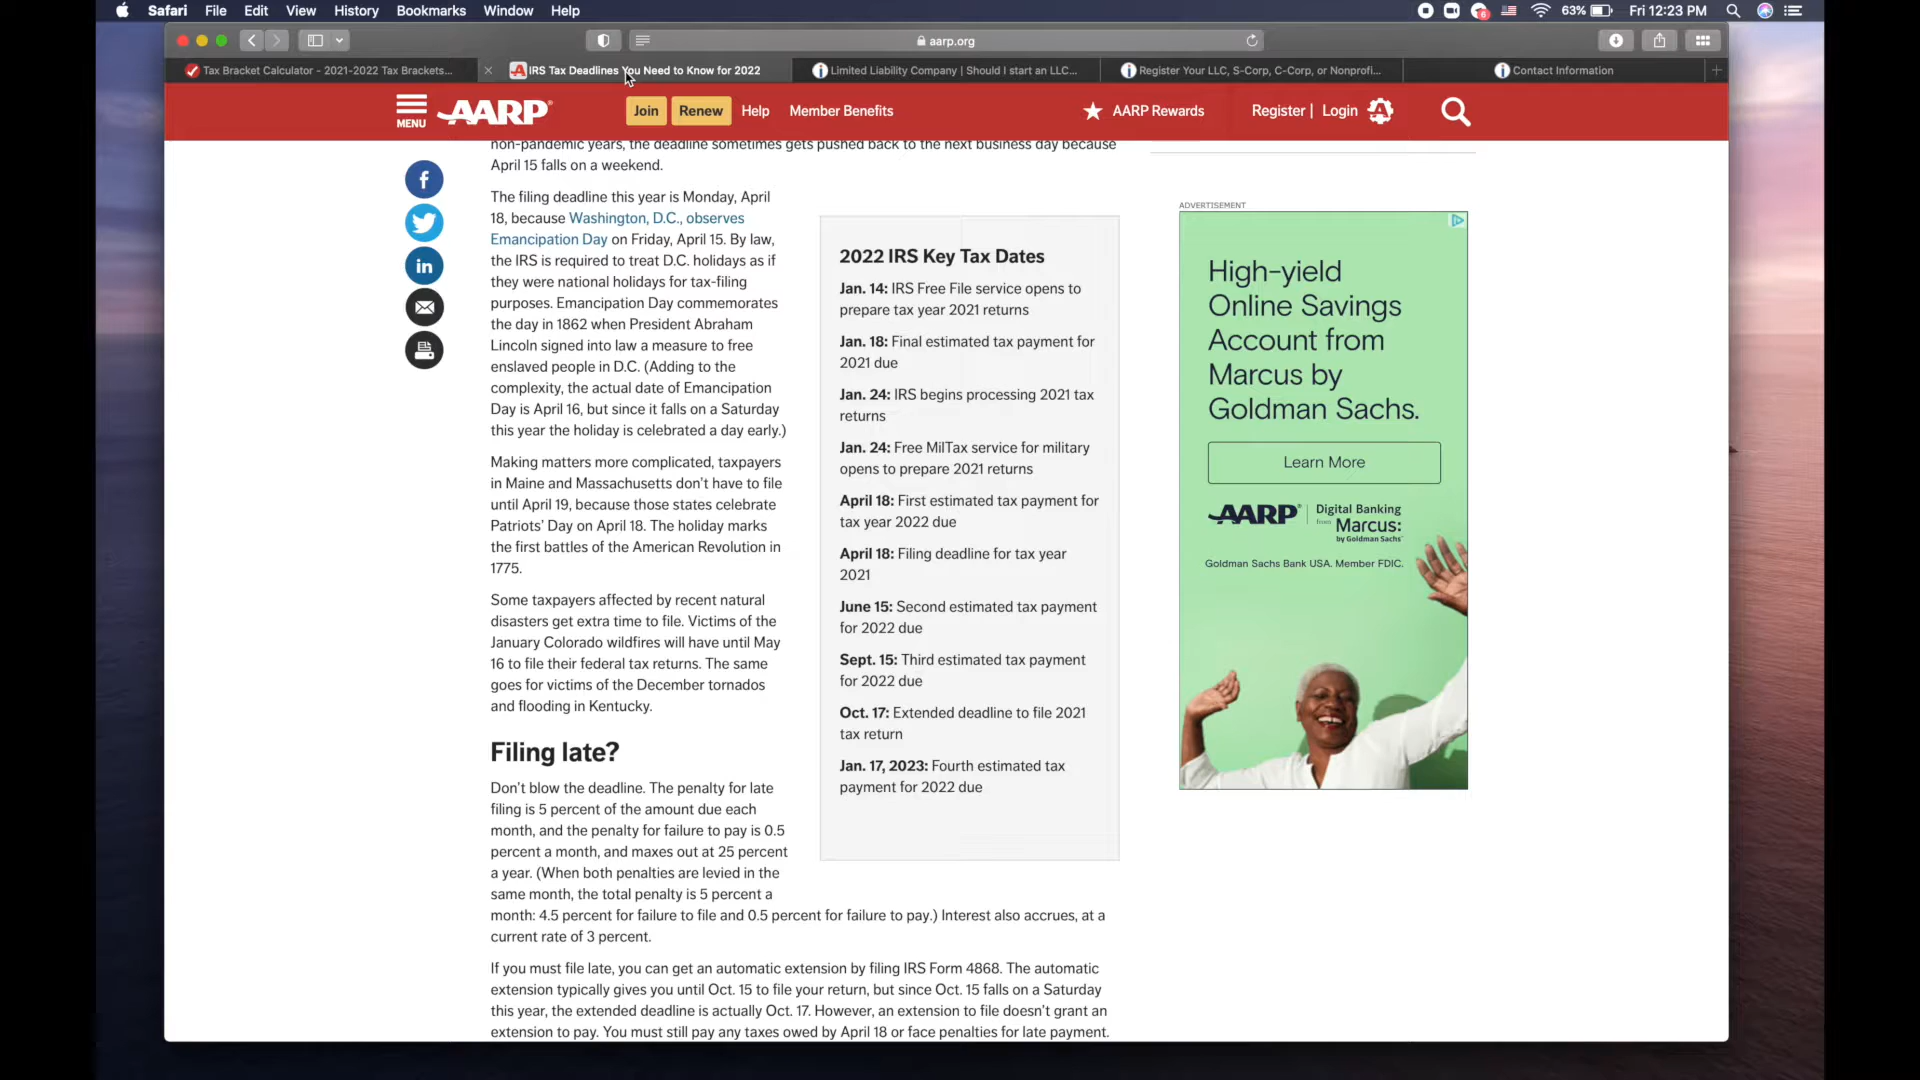 Safari File Edit View History Bookmarks Window Help
63% Fri 12:23 PM
aarp.org
Tax Bracket Calculator - 2021-2022 Tax Brackets...
IRS Tax Deadlines You Need to Know for 2022
Limited Liability Company | Should I start an LLC...
Register Your LLC, S-Corp, C-Corp, or Nonprofi...
Contact Information
MENU
AARP
Join
Renew
Help
Member Benefits
AARP Rewards
Register | Login
non-pandemic years, the deadline sometimes gets pushed back to the next business day because
April 15 falls on a weekend.
The filing deadline this year is Monday, April
18, because Washington, D.C., observes
Emancipation Day on Friday, April 15. By law,
the IRS is required to treat D.C. holidays as if
they were national holidays for tax-filing
purposes. Emancipation Day commemorates
the day in 1862 when President Abraham
Lincoln signed into law a measure to free
enslaved people in D.C. (Adding to the
complexity, the actual date of Emancipation
Day is April 16, but since it falls on a Saturday
this year the holiday is celebrated a day early.)
Making matters more complicated, taxpayers
in Maine and Massachusetts don't have to file
until April 19, because those states celebrate
Patriots' Day on April 18. The holiday marks
the first battles of the American Revolution in
1775.
Some taxpayers affected by recent natural
disasters get extra time to file. Victims of the
January Colorado wildfires will have until May
16 to file their federal tax returns. The same
goes for victims of the December tornados
and flooding in Kentucky.
Filing late?
Don't blow the deadline. The penalty for late
filing is 5 percent of the amount due each
month, and the penalty for failure to pay is 0.5
percent a month, and maxes out at 25 percent
a year. (When both penalties are levied in the
same month, the total penalty is 5 percent a
month: 4.5 percent for failure to file and 0.5 percent for failure to pay.) Interest also accrues, at a
current rate of 3 percent.
If you must file late, you can get an automatic extension by filing IRS Form 4868. The automatic
extension typically gives you until Oct. 15 to file your return, but since Oct. 15 falls on a Saturday
this year, the extended deadline is actually Oct. 17. However, an extension to file doesn't grant an
extension to pay. You must still pay any taxes owed by April 18 or face penalties for late payment.
2022 IRS Key Tax Dates
Jan. 14: IRS Free File service opens to
prepare tax year 2021 returns
Jan. 18: Final estimated tax payment for
2021 due
Jan. 24: IRS begins processing 2021 tax
returns
Jan. 24: Free MilTax service for military
opens to prepare 2021 returns
April 18: First estimated tax payment for
tax year 2022 due
April 18: Filing deadline for tax year
2021
June 15: Second estimated tax payment
for 2022 due
Sept. 15: Third estimated tax payment
for 2022 due
Oct. 17: Extended deadline to file 2021
tax return
Jan. 17, 2023: Fourth estimated tax
payment for 2022 due
ADVERTISEMENT
High-yield
Online Savings
Account from
Marcus by
Goldman Sachs.
Learn More
AARP
Digital Banking
from Marcus:
by Goldman Sachs
Goldman Sachs Bank USA. Member FDIC.